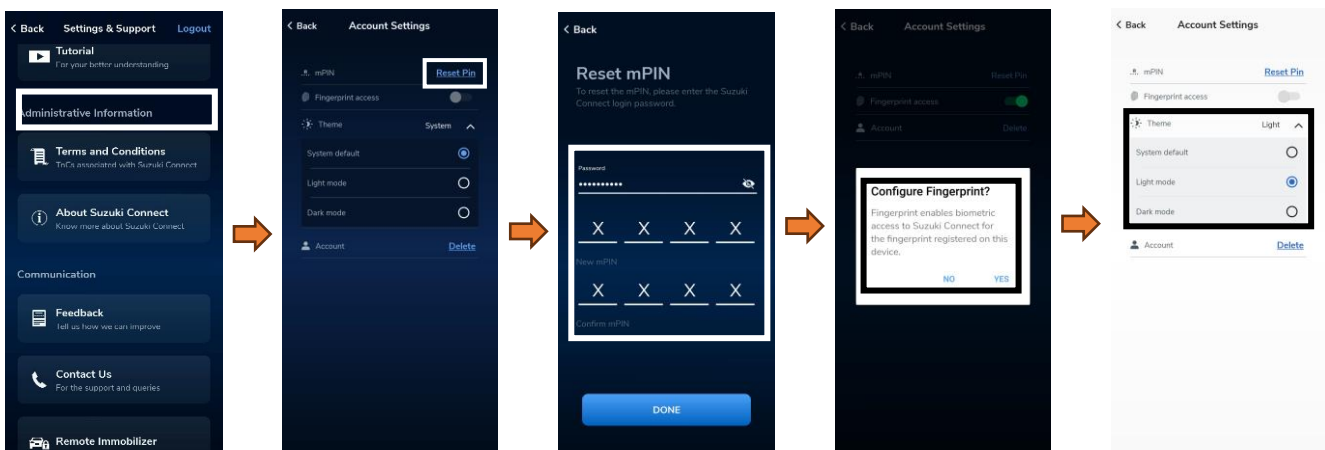 < Back Settings & Support Logout
Tutorial
For your better understanding
Administrative Information
Terms and Conditions
TnCs associated with Suzuki Connect
About Suzuki Connect
Know more about Suzuki Connect
Communication
Feedback
Tell us how we can improve
Contact Us
For the support and queries
Remote Immobilizer
< Back Account Settings
mPIN Reset Pin
Fingerprint access
Theme System
System default
Light mode
Dark mode
Account Delete
< Back
Reset mPIN
To reset the mPIN, please enter the Suzuki
Connect login password.
Password
••••••••••
X X X X
New mPIN
X X X X
Confirm mPIN
DONE
< Back Account Settings
mPIN Reset Pin
Fingerprint access
Account Delete
Configure Fingerprint?
Fingerprint enables biometric
access to Suzuki Connect for
the fingerprint registered on this
device.
NO YES
< Back Account Settings
mPIN Reset Pin
Fingerprint access
Theme Light
System default
Light mode
Dark mode
Account Delete